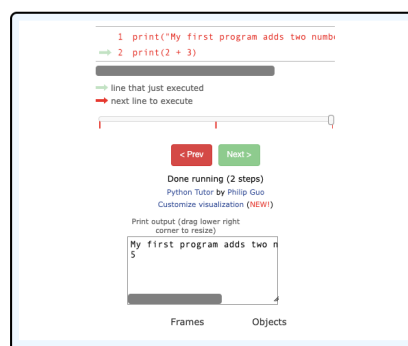 1 print("My first program adds two numbe
2 print(2 + 3)
line that just executed
next line to execute
< Prev Next >
Done running (2 steps)
Python Tutor by Philip Guo
Customize visualization (NEW!)
Print output (drag lower right
corner to resize)
My first program adds two n
5
Frames Objects